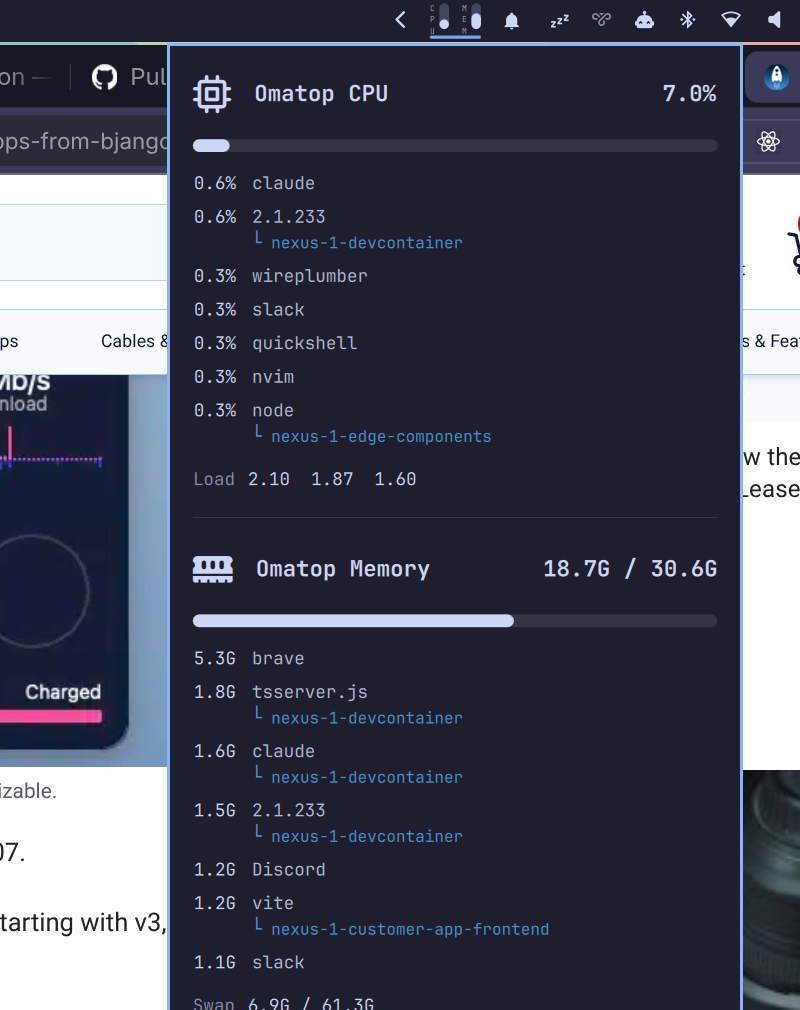 CPU MEM zzz
on — Pul
Omatop CPU 7.0%
ops-from-bjango
0.6% claude
0.6% 2.1.233
└ nexus-1-devcontainer
0.3% wireplumber
0.3% slack
ps Cables & 0.3% quickshell s & Feat
0.3% nvim
Mb/s
nload
0.3% node
└ nexus-1-edge-components
w the
Load 2.10 1.87 1.60
Lease
Omatop Memory 18.7G / 30.6G
5.3G brave
Charged
1.8G tsserver.js
└ nexus-1-devcontainer
1.6G claude
└ nexus-1-devcontainer
izable.
1.5G 2.1.233
└ nexus-1-devcontainer
07.
1.2G Discord
1.2G vite
tarting with v3,
└ nexus-1-customer-app-frontend
1.1G slack
Swap 6.9G / 61.3G